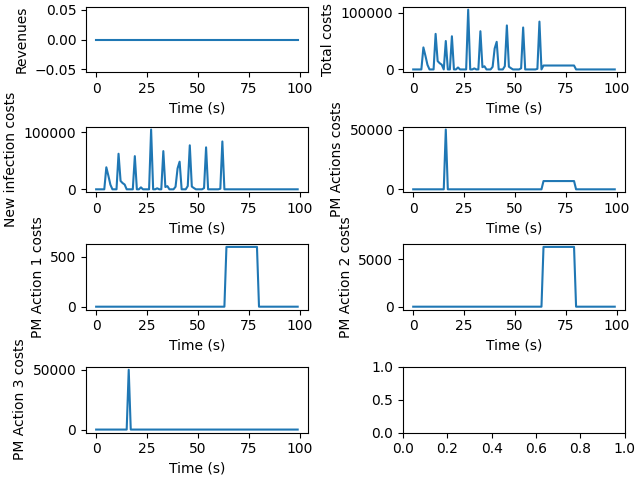 Revenues
0.05
0.00
−0.05
0 25 50 75 100
Time (s)
Total costs
100000
0
0 25 50 75 100
Time (s)
New infection costs
100000
0
0 25 50 75 100
Time (s)
PM Actions costs
50000
0
0 25 50 75 100
Time (s)
PM Action 1 costs
500
0
0 25 50 75 100
Time (s)
PM Action 2 costs
5000
0
0 25 50 75 100
Time (s)
PM Action 3 costs
50000
0
0 25 50 75 100
Time (s)
1.0
0.5
0.0
0.0 0.2 0.4 0.6 0.8 1.0